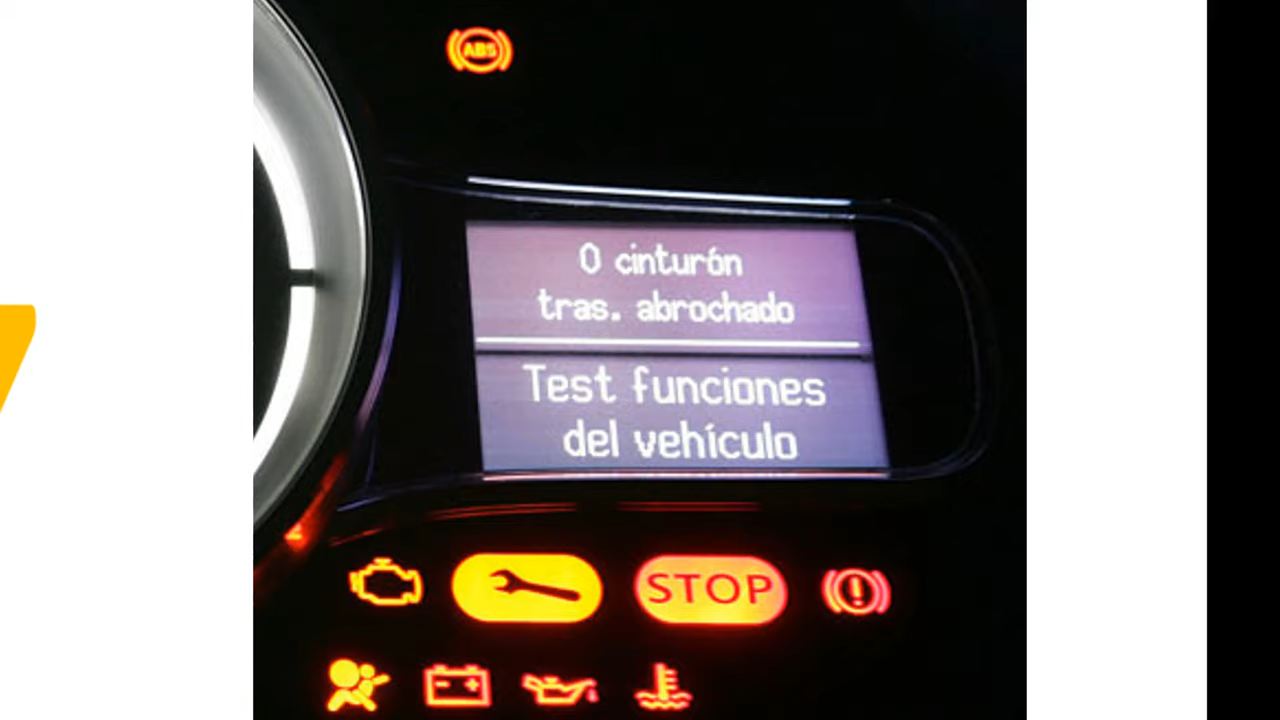 ABS
0 cinturón
tras. abrochado
Test funciones
del vehículo
STOP